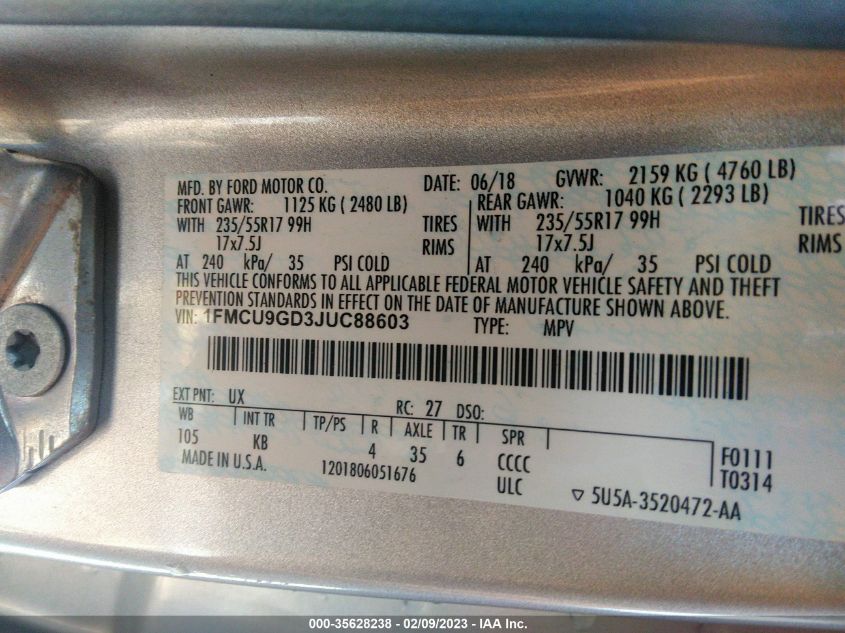 MFD. BY FORD MOTOR CO. DATE: 06/18 GVWR: 2159 KG ( 4760 LB)
FRONT GAWR: 1125 KG ( 2480 LB) REAR GAWR: 1040 KG ( 2293 LB)
WITH 235/55R17 99H TIRES WITH 235/55R17 99H TIRES
17x7.5J RIMS 17x7.5J RIMS
AT 240 kPa/ 35 PSI COLD AT 240 kPa/ 35 PSI COLD
THIS VEHICLE CONFORMS TO ALL APPLICABLE FEDERAL MOTOR VEHICLE SAFETY AND THEFT
PREVENTION STANDARDS IN EFFECT ON THE DATE OF MANUFACTURE SHOWN ABOVE.
VIN: 1FMCU9GD3JUC88603 TYPE: MPV
EXT PNT: UX RC: 27 DSO:
WB INT TR TP/PS R AXLE TR SPR
105 KB 4 35 6 CCCC F0111
MADE IN U.S.A. 1201806051676 ULC T0314
▽ 5U5A-3520472-AA
000-35628238 - 02/09/2023 - IAA Inc.